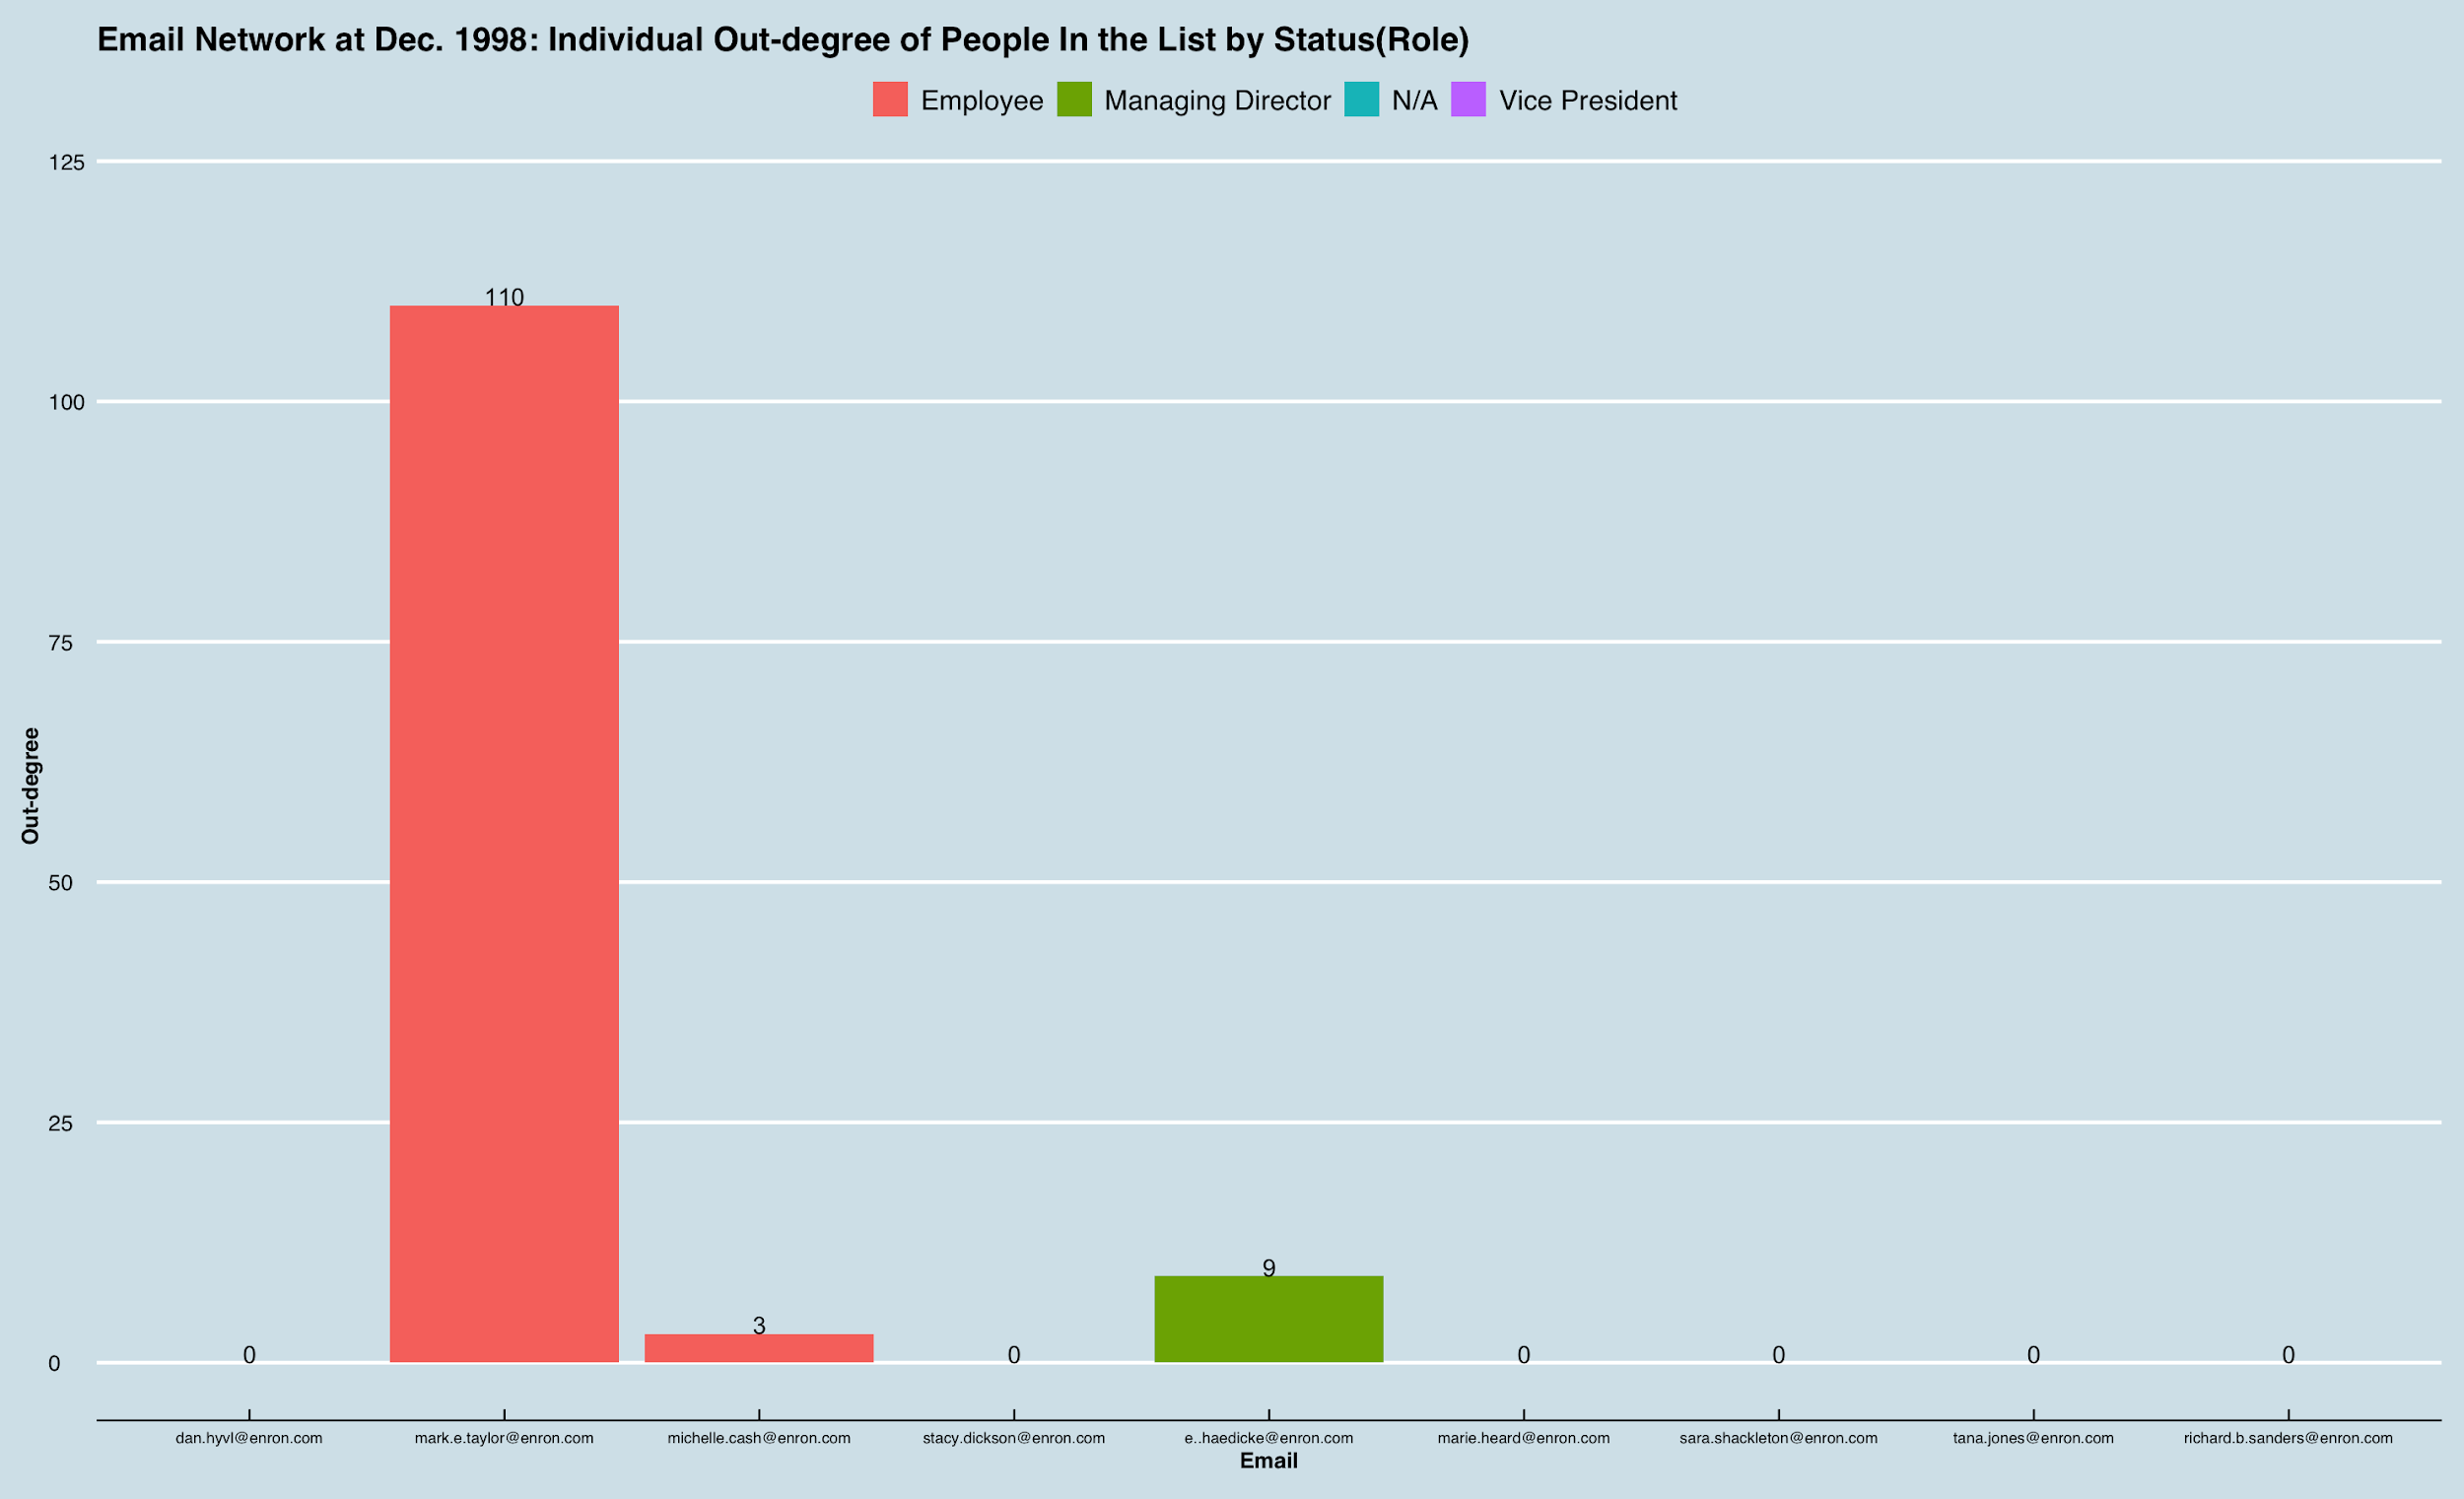 Email Network at Dec. 1998: Individual Out-degree of People In the List by Status(Role)
Employee Managing Director N/A Vice President
125
110
100
75
Out-degree
50
25
9
3
0 0 0 0 0 0
0
dan.hyvl@enron.com mark.e.taylor@enron.com michelle.cash@enron.com stacy.dickson@enron.com e..haedicke@enron.com marie.heard@enron.com sara.shackleton@enron.com tana.jones@enron.com richard.b.sanders@enron.com
Email